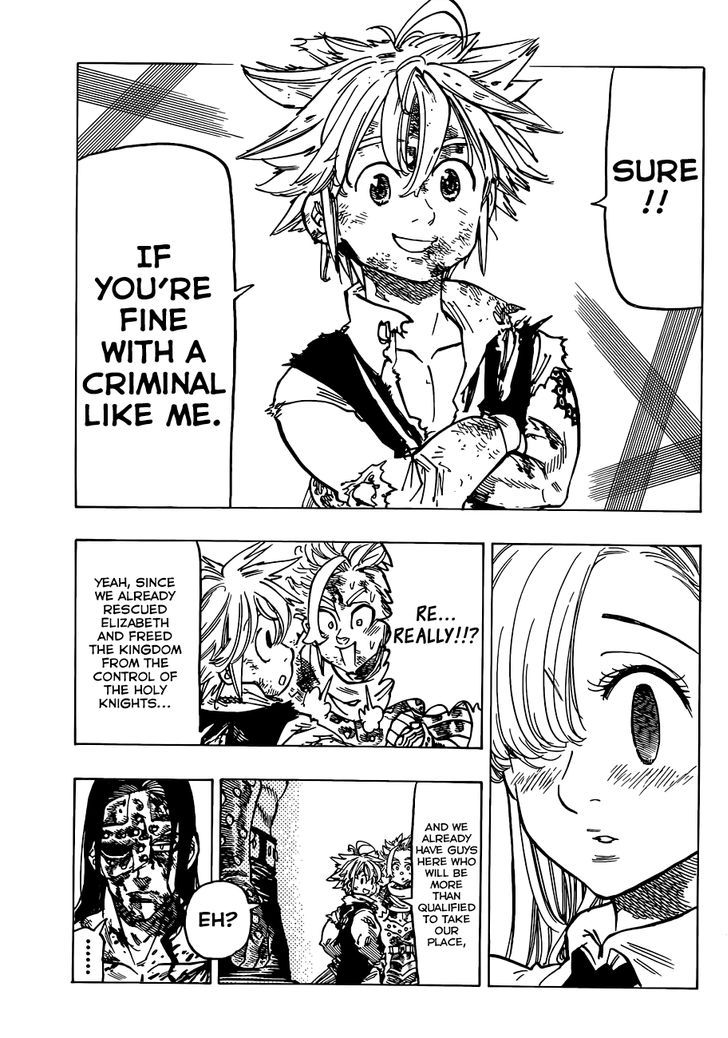 SURE
!!
IF
YOU'RE
FINE
WITH A
CRIMINAL
LIKE ME.
RE...
REALLY!!?
YEAH, SINCE
WE ALREADY
RESCUED
ELIZABETH
AND FREED
THE KINGDOM
FROM THE
CONTROL OF
THE HOLY
KNIGHTS...
AND WE
ALREADY
HAVE GUYS
HERE WHO
WILL BE
MORE
THAN
QUALIFIED
TO TAKE
OUR
PLACE,
EH?
........